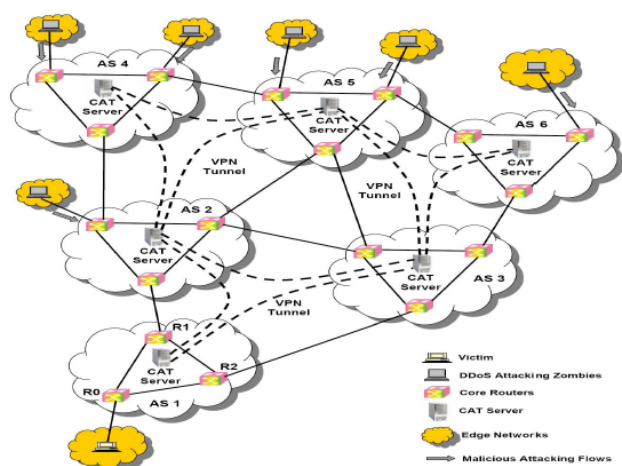 AS 4
CAT
Server
AS 5
CAT
Server
AS 6
CAT
Server
VPN
Tunnel
VPN
Tunnel
AS 2
CAT
Server
CAT
Server
AS 3
VPN
Tunnel
R1
CAT
Server
R2
R0
AS 1
Victim
DDoS Attacking Zombies
Core Routers
CAT Server
Edge Networks
Malicious Attacking Flows